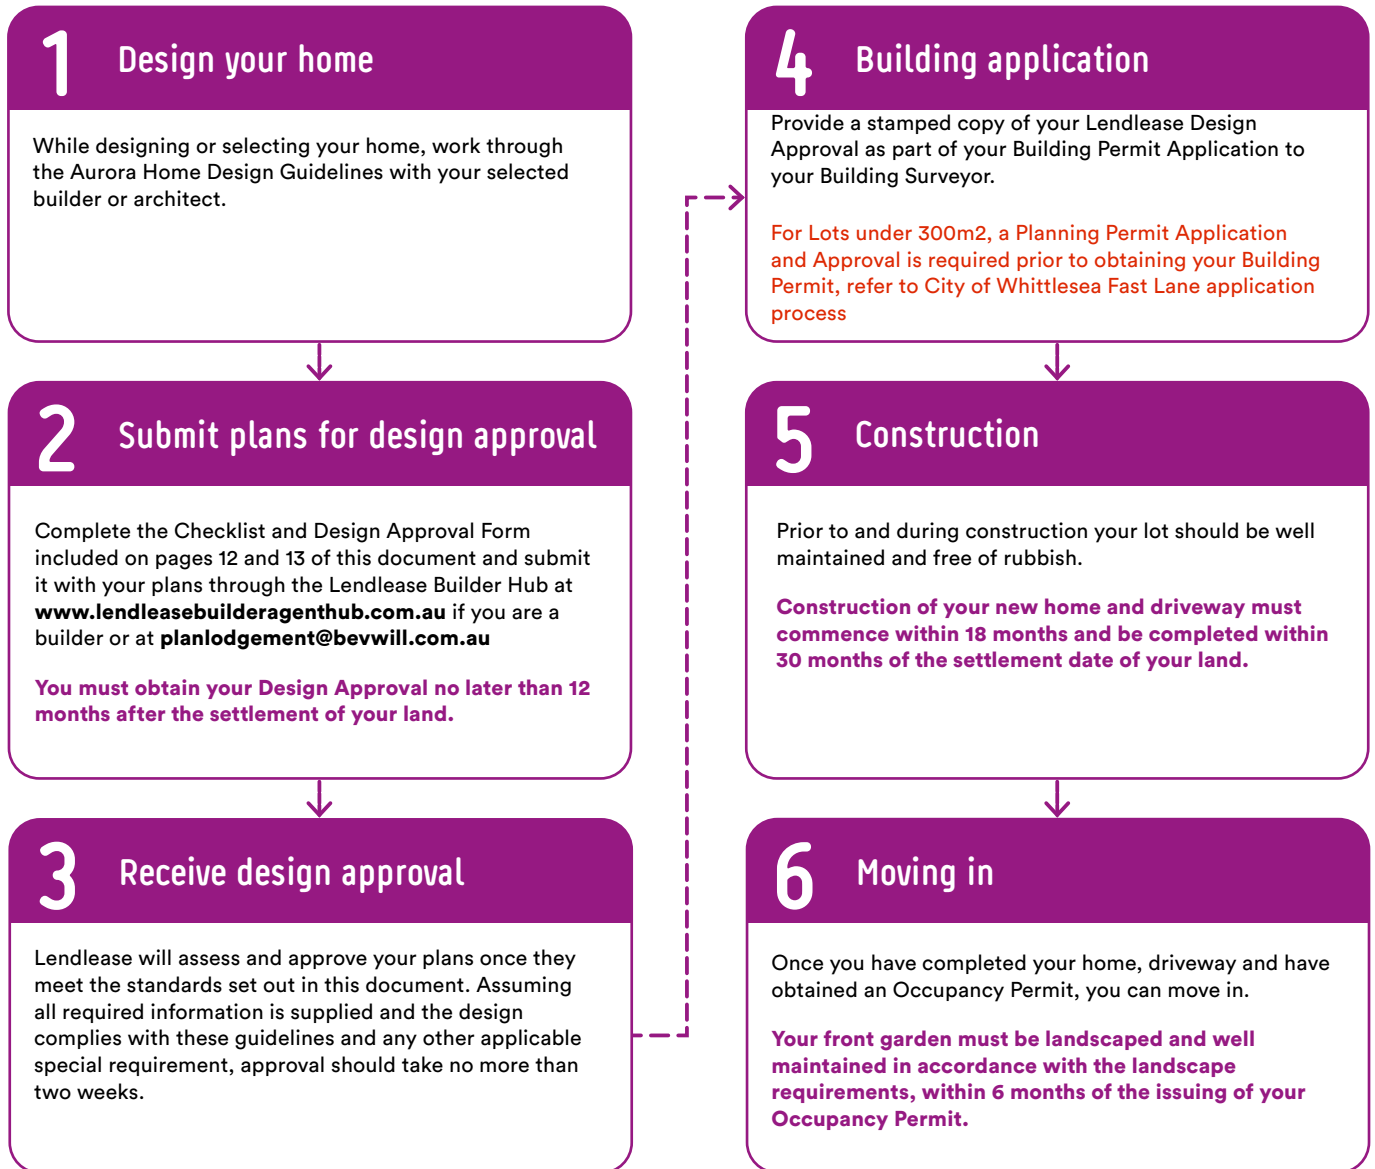 1 Design your home
While designing or selecting your home, work through
the Aurora Home Design Guidelines with your selected
builder or architect.
2 Submit plans for design approval
Complete the Checklist and Design Approval Form
included on pages 12 and 13 of this document and submit
it with your plans through the Lendlease Builder Hub at
www.lendleasebuilderagenthub.com.au if you are a
builder or at planlodgement@bevwill.com.au
You must obtain your Design Approval no later than 12
months after the settlement of your land.
3 Receive design approval
Lendlease will assess and approve your plans once they
meet the standards set out in this document. Assuming
all required information is supplied and the design
complies with these guidelines and any other applicable
special requirement, approval should take no more than
two weeks.
4 Building application
Provide a stamped copy of your Lendlease Design
Approval as part of your Building Permit Application to
your Building Surveyor.
For Lots under 300m2, a Planning Permit Application
and Approval is required prior to obtaining your Building
Permit, refer to City of Whittlesea Fast Lane application
process
5 Construction
Prior to and during construction your lot should be well
maintained and free of rubbish.
Construction of your new home and driveway must
commence within 18 months and be completed within
30 months of the settlement date of your land.
6 Moving in
Once you have completed your home, driveway and have
obtained an Occupancy Permit, you can move in.
Your front garden must be landscaped and well
maintained in accordance with the landscape
requirements, within 6 months of the issuing of your
Occupancy Permit.